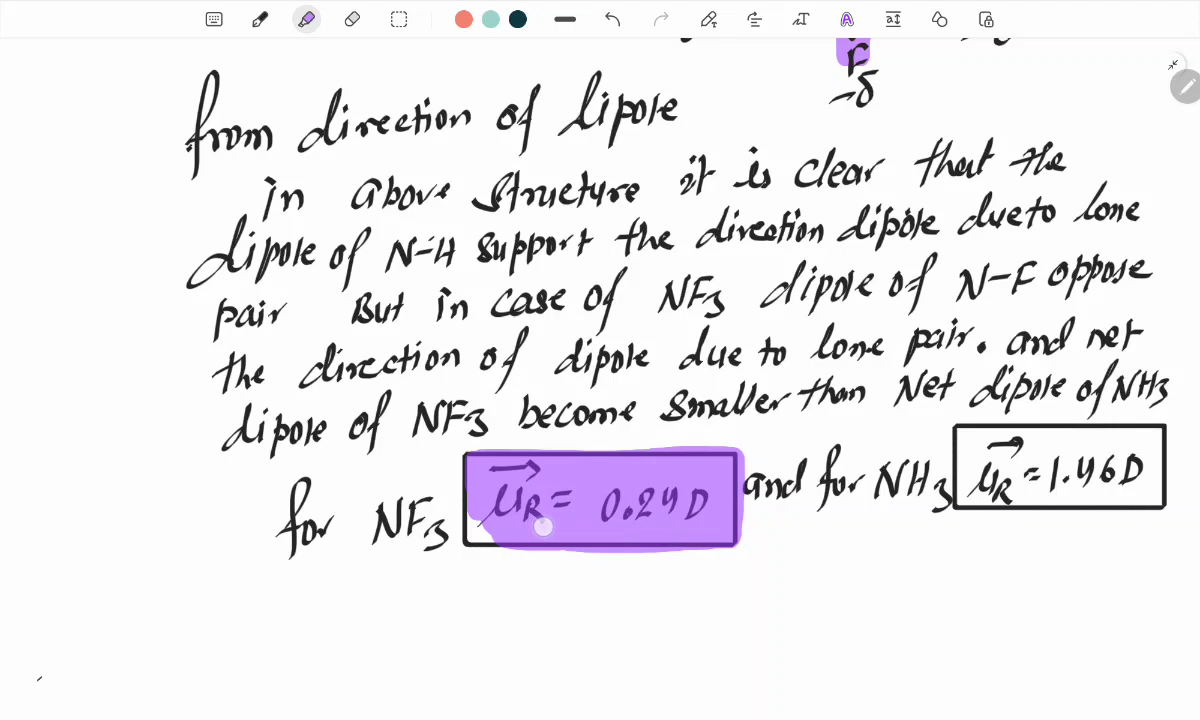 F
-δ
from direction of dipole
in above structure it is clear that the
dipole of N-H support the direction dipole due to lone
pair But in case of NF3 dipole of N-F oppose
the direction of dipole due to lone pair. and net
dipole of NF3 become smaller than Net dipole of NH3
for NF3 μR = 0.24D and for NH3 μR = 1.46D